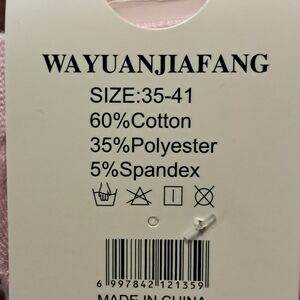 WAYUANJIAFANG
SIZE:35-41
60%Cotton
35%Polyester
5%Spandex
6 997842 121359
MADE IN CHINA